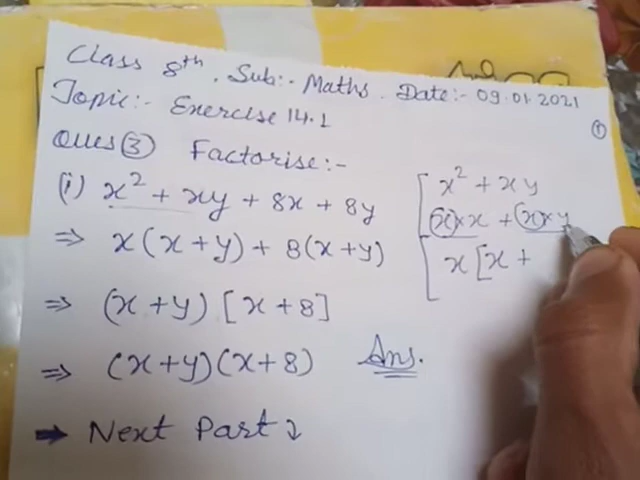 Class 8th. Sub:- Maths. Date:- 09.01.2021
Topic:- Exercise 14.1
①
Ques ③ Factorise:-
(i) x² + xy + 8x + 8y
⇒ x(x+y) + 8(x+y)
⇒ (x+y) [x+8]
⇒ (x+y)(x+8) Ans.
➡ Next Part ↓
x² + xy
(x)×x + (x)×y
x[x +